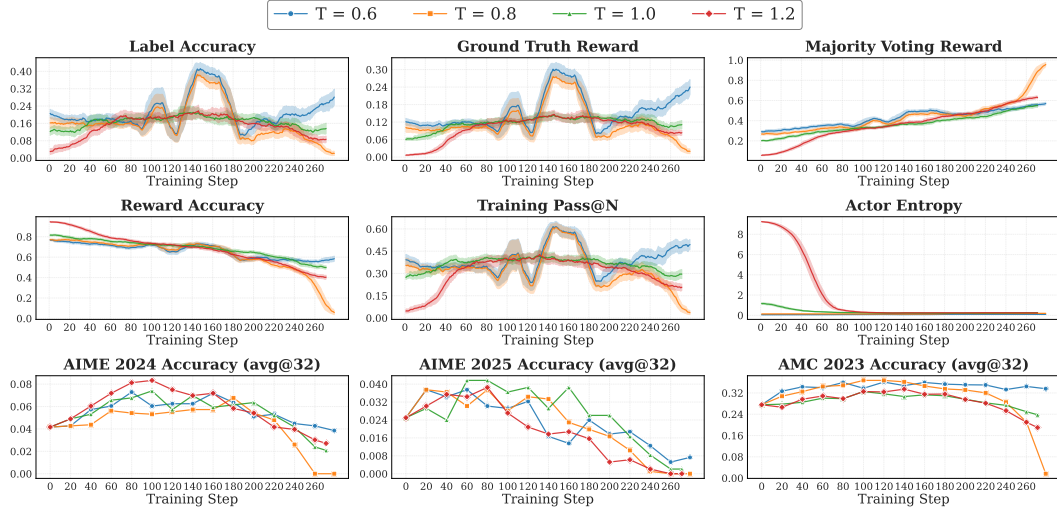 T = 0.6 T = 0.8 T = 1.0 T = 1.2
Label Accuracy
0.40
0.32
0.24
0.16
0.08
0.00
0 20 40 60 80 100 120 140 160 180 200 220 240 260
Training Step
Ground Truth Reward
0.30
0.24
0.18
0.12
0.06
0.00
0 20 40 60 80 100 120 140 160 180 200 220 240 260
Training Step
Majority Voting Reward
1.0
0.8
0.6
0.4
0.2
0 20 40 60 80 100 120 140 160 180 200 220 240 260
Training Step
Reward Accuracy
0.8
0.6
0.4
0.2
0.0
0 20 40 60 80 100 120 140 160 180 200 220 240 260
Training Step
Training Pass@N
0.60
0.45
0.30
0.15
0.00
0 20 40 60 80 100 120 140 160 180 200 220 240 260
Training Step
Actor Entropy
8
6
4
2
0
0 20 40 60 80 100 120 140 160 180 200 220 240 260
Training Step
AIME 2024 Accuracy (avg@32)
0.08
0.06
0.04
0.02
0.00
0 20 40 60 80 100 120 140 160 180 200 220 240 260
Training Step
AIME 2025 Accuracy (avg@32)
0.040
0.032
0.024
0.016
0.008
0.000
0 20 40 60 80 100 120 140 160 180 200 220 240 260
Training Step
AMC 2023 Accuracy (avg@32)
0.32
0.24
0.16
0.08
0.00
0 20 40 60 80 100 120 140 160 180 200 220 240 260
Training Step